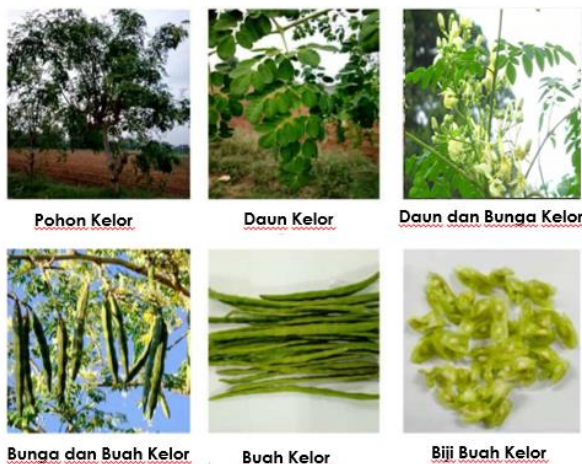 Pohon Kelor
Daun Kelor
Daun dan Bunga Kelor
Bunga dan Buah Kelor
Buah Kelor
Biji Buah Kelor